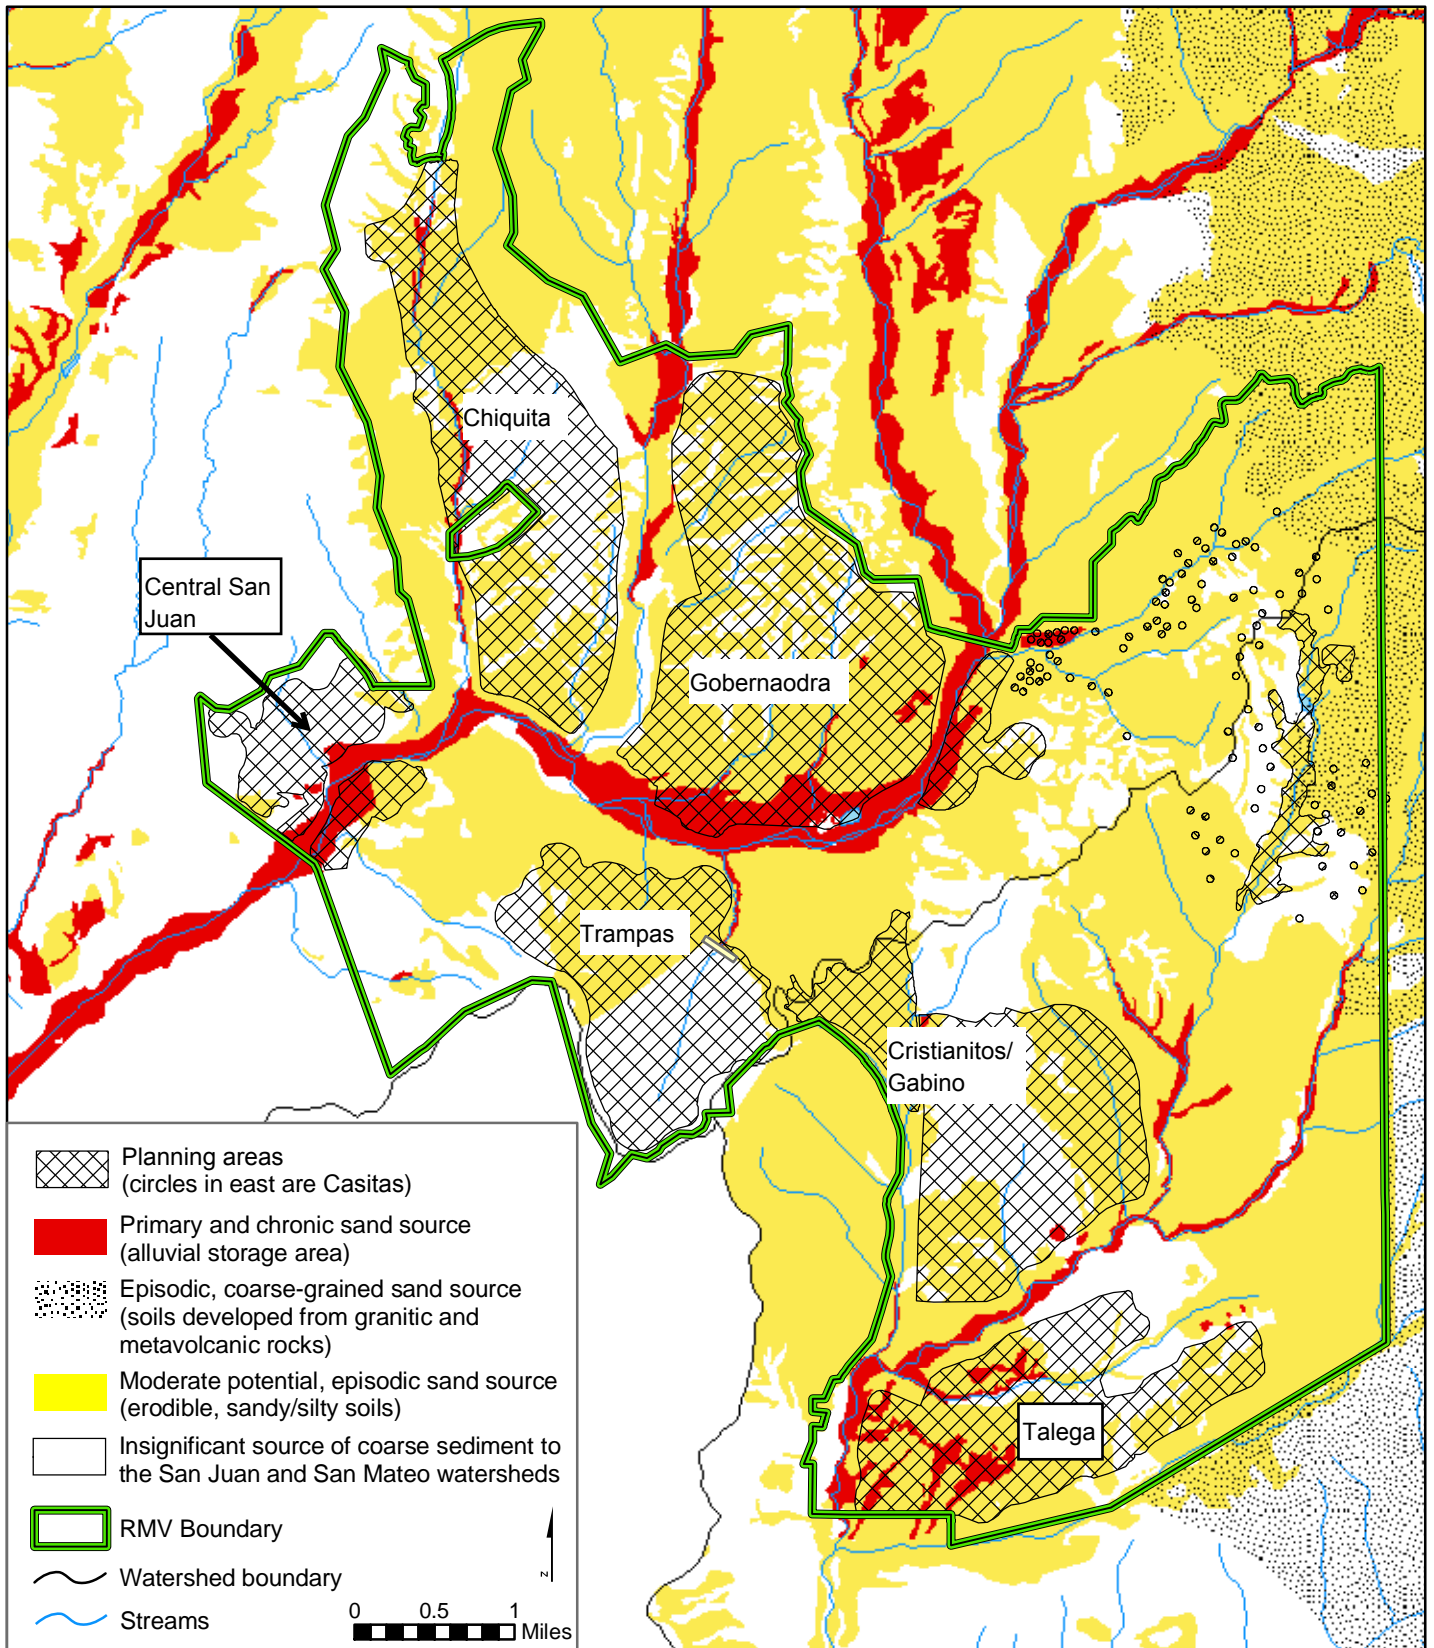 Chiquita
Central San
Juan
Gobernaodra
Trampas
Cristianitos/
Gabino
Talega
Planning areas
(circles in east are Casitas)
Primary and chronic sand source
(alluvial storage area)
Episodic, coarse-grained sand source
(soils developed from granitic and
metavolcanic rocks)
Moderate potential, episodic sand source
(erodible, sandy/silty soils)
Insignificant source of coarse sediment to
the San Juan and San Mateo watersheds
RMV Boundary
Watershed boundary
Streams
N
0 0.5 1
Miles